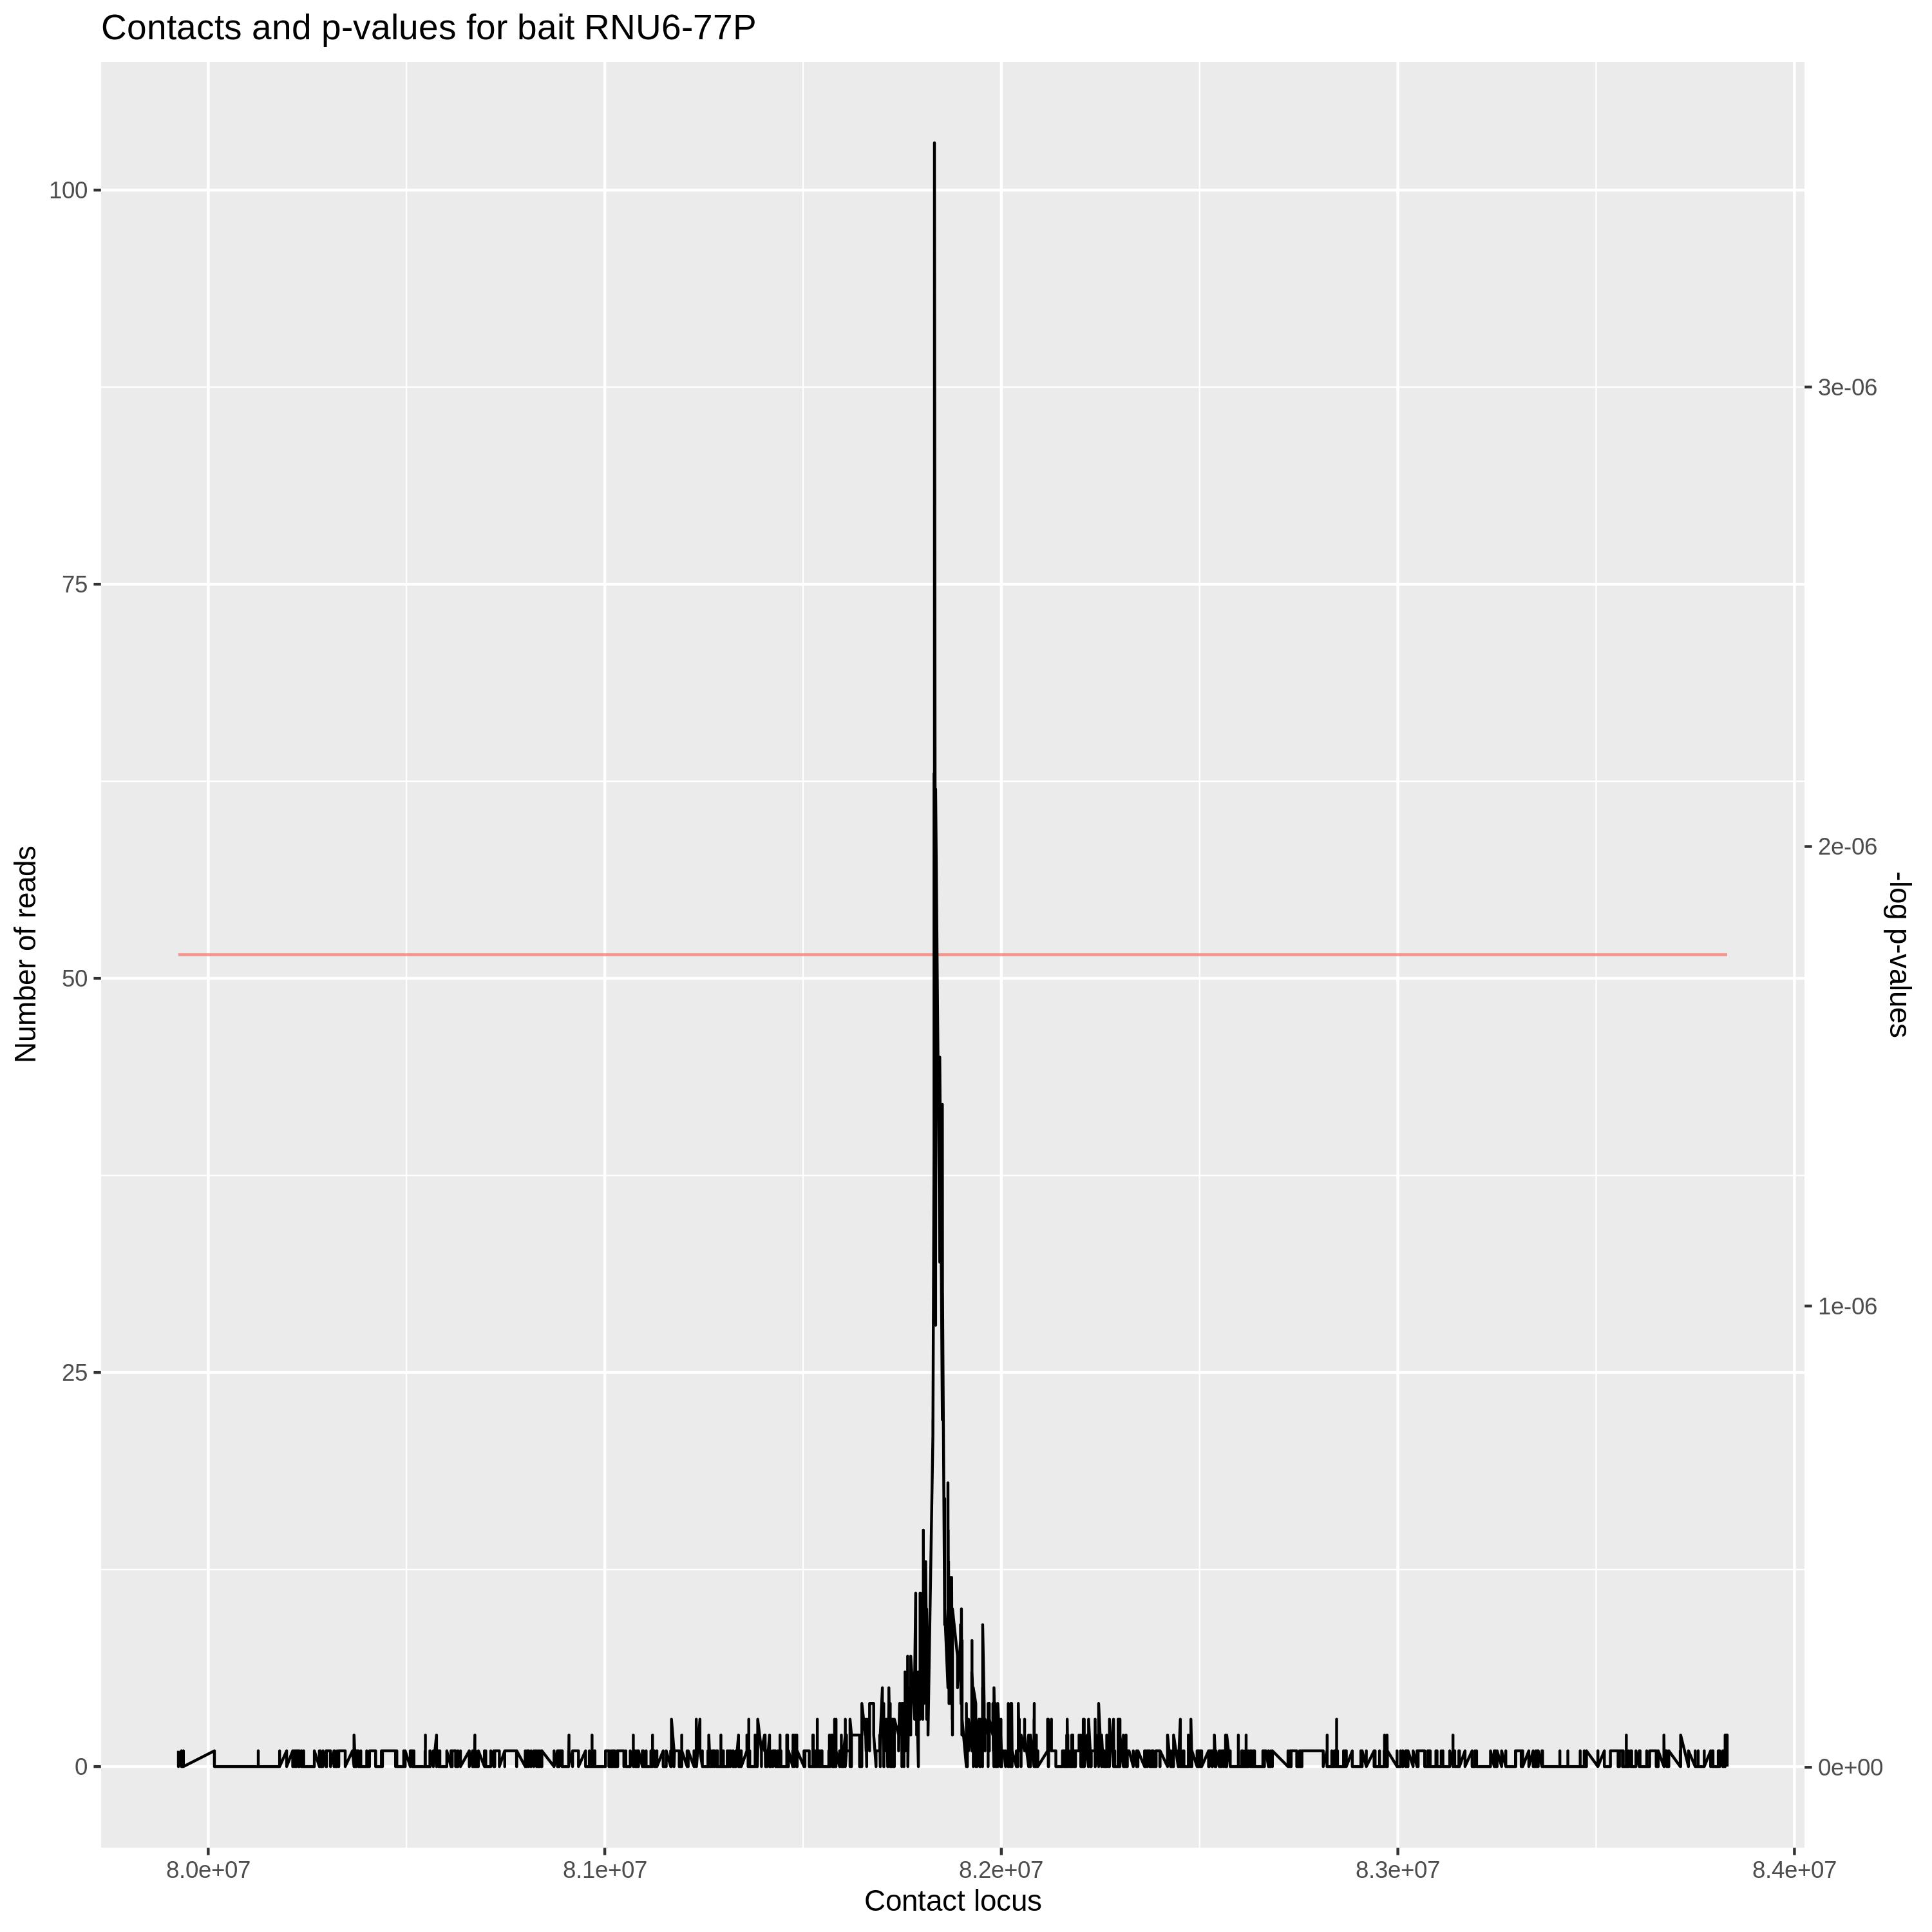 Contacts and p-values for bait RNU6-77P
100
75
50
25
0
Number of reads
3e-06
2e-06
1e-06
0e+00
-log p-values
8.0e+07
8.1e+07
8.2e+07
8.3e+07
8.4e+07
Contact locus